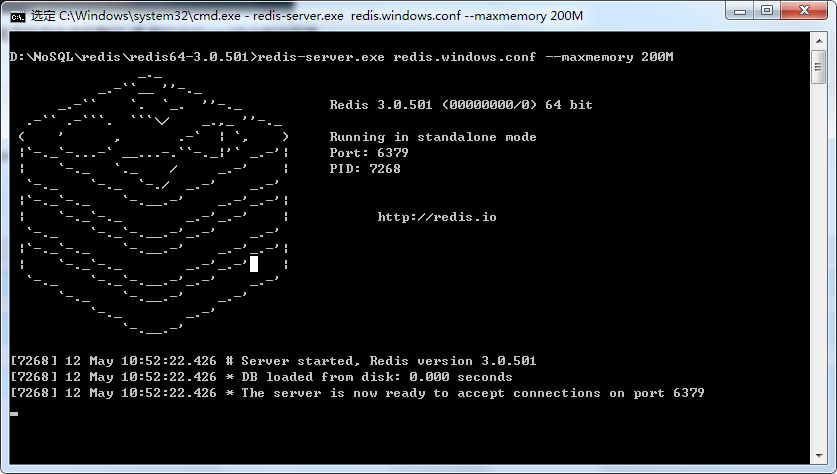 选定 C:\Windows\system32\cmd.exe - redis-server.exe redis.windows.conf --maxmemory 200M
D:\NoSQL\redis\redis64-3.0.501>redis-server.exe redis.windows.conf --maxmemory 200M
Redis 3.0.501 (00000000/0) 64 bit
Running in standalone mode
Port: 6379
PID: 7268
http://redis.io
[7268] 12 May 10:52:22.426 # Server started, Redis version 3.0.501
[7268] 12 May 10:52:22.426 * DB loaded from disk: 0.000 seconds
[7268] 12 May 10:52:22.426 * The server is now ready to accept connections on port 6379